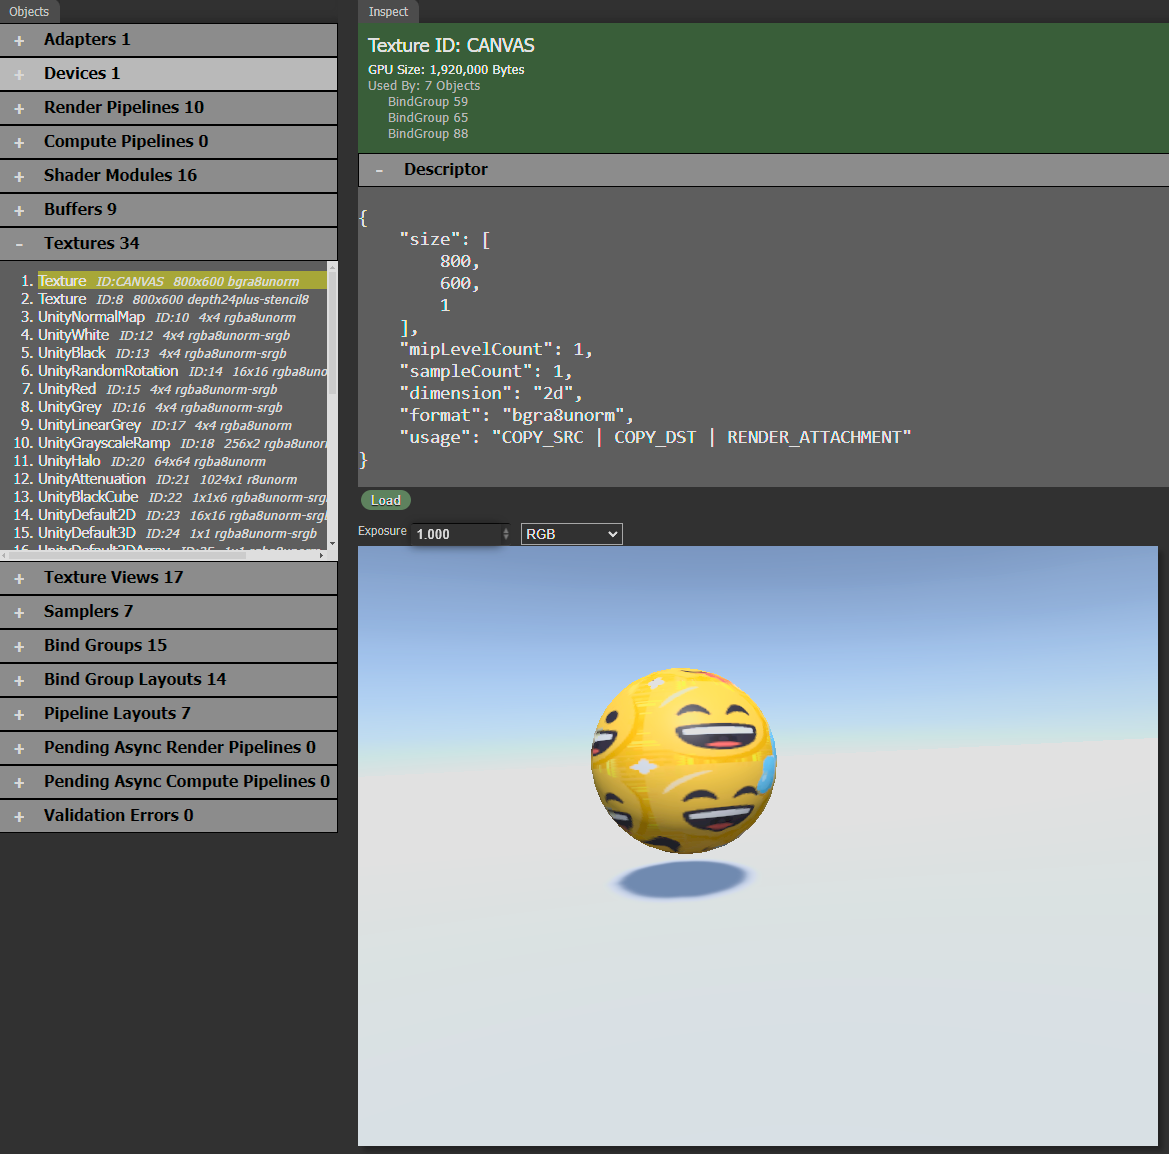 Objects
+ Adapters 1
+ Devices 1
+ Render Pipelines 10
+ Compute Pipelines 0
+ Shader Modules 16
+ Buffers 9
- Textures 34
1. Texture ID:CANVAS 800x600 bgra8unorm
2. Texture ID:8 800x600 depth24plus-stencil8
3. UnityNormalMap ID:10 4x4 rgba8unorm
4. UnityWhite ID:12 4x4 rgba8unorm-srgb
5. UnityBlack ID:13 4x4 rgba8unorm-srgb
6. UnityRandomRotation ID:14 16x16 rgba8uno
7. UnityRed ID:15 4x4 rgba8unorm-srgb
8. UnityGrey ID:16 4x4 rgba8unorm-srgb
9. UnityLinearGrey ID:17 4x4 rgba8unorm
10. UnityGrayscaleRamp ID:18 256x2 rgba8unorm
11. UnityHalo ID:20 64x64 rgba8unorm
12. UnityAttenuation ID:21 1024x1 r8unorm
13. UnityBlackCube ID:22 1x1x6 rgba8unorm-srg
14. UnityDefault2D ID:23 16x16 rgba8unorm-srg
15. UnityDefault3D ID:24 1x1 rgba8unorm-srgb
16. UnityDefault2DArray ID:25 1x1 rgba8unorm
+ Texture Views 17
+ Samplers 7
+ Bind Groups 15
+ Bind Group Layouts 14
+ Pipeline Layouts 7
+ Pending Async Render Pipelines 0
+ Pending Async Compute Pipelines 0
+ Validation Errors 0
Inspect
Texture ID: CANVAS
GPU Size: 1,920,000 Bytes
Used By: 7 Objects
BindGroup 59
BindGroup 65
BindGroup 88
- Descriptor
{
"size": [
800,
600,
1
],
"mipLevelCount": 1,
"sampleCount": 1,
"dimension": "2d",
"format": "bgra8unorm",
"usage": "COPY_SRC | COPY_DST | RENDER_ATTACHMENT"
}
Load
Exposure 1.000 RGB